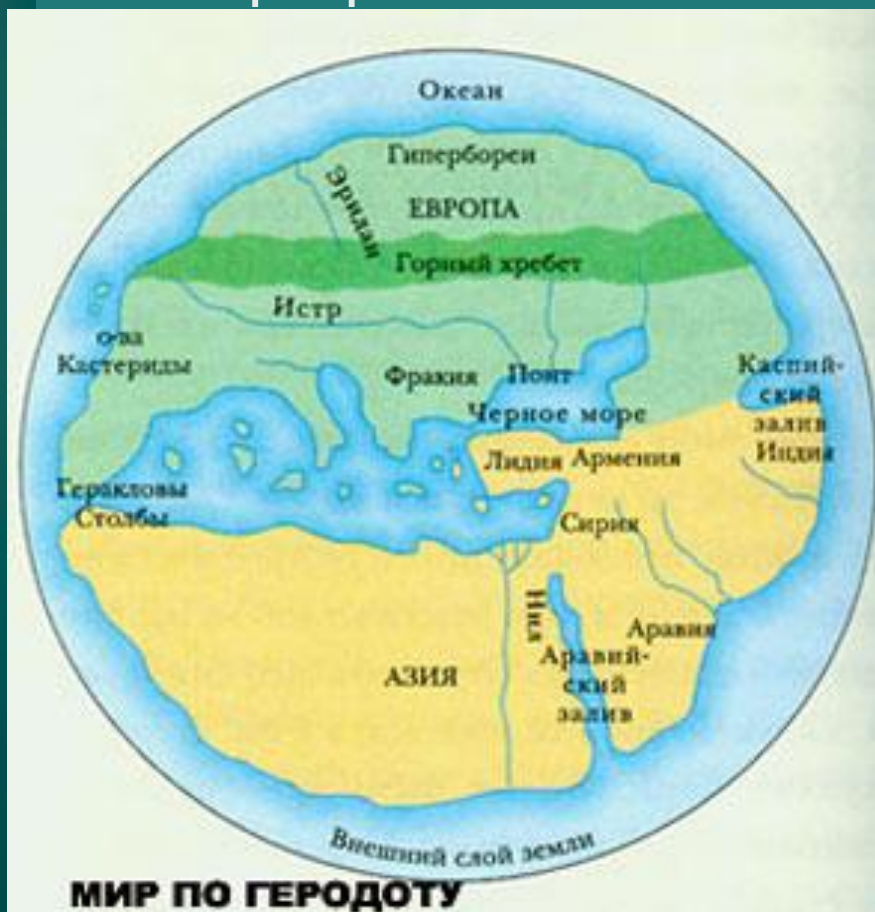 Океан
Гипербореи
Эридан
ЕВРОПА
Горный хребет
Истр
о-ва
Кастериды
Фракия
Понт
Каспий-
ский
залив
Черное море
Лидия Армения
Индия
Геракловы
Столбы
Сирия
Нил
Аравия
Аравий-
ский
залив
АЗИЯ
Внешний слой земли
МИР ПО ГЕРОДОТУ